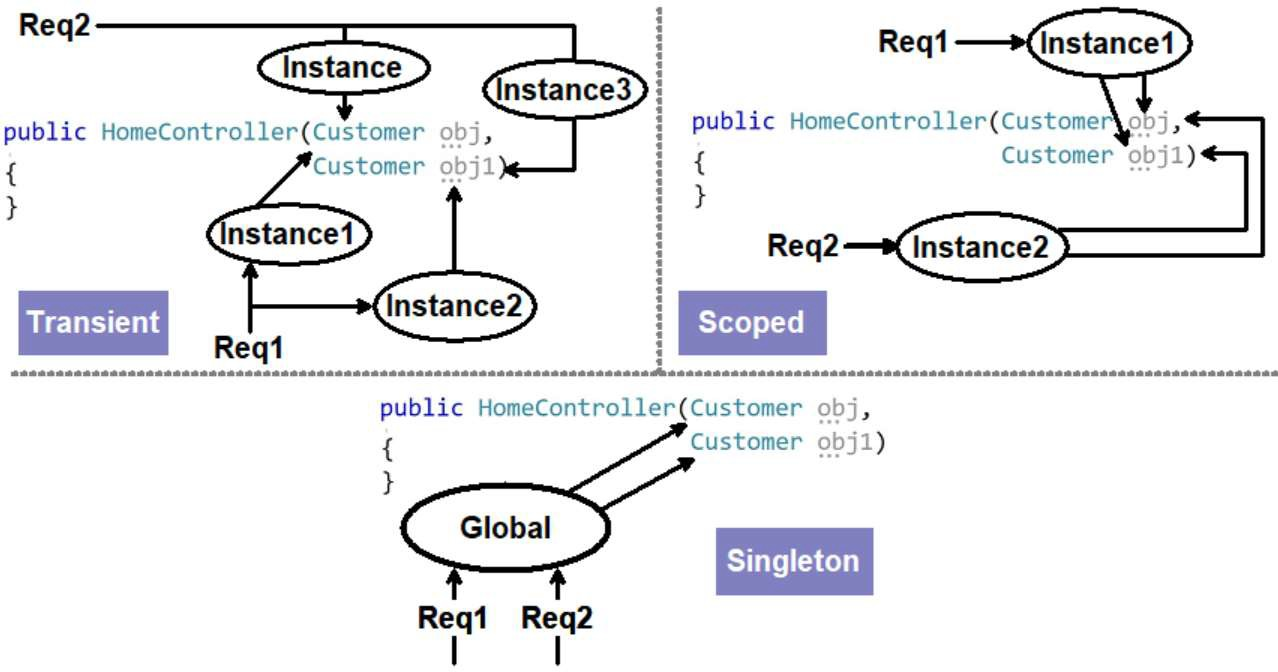 Req2
Instance
Instance3
public HomeController(Customer obj,
Customer obj1)
{
}
Instance1
Instance2
Transient
Req1
Req1
Instance1
public HomeController(Customer obj,
Customer obj1)
{
}
Req2
Instance2
Scoped
public HomeController(Customer obj,
Customer obj1)
{
}
Global
Singleton
Req1
Req2